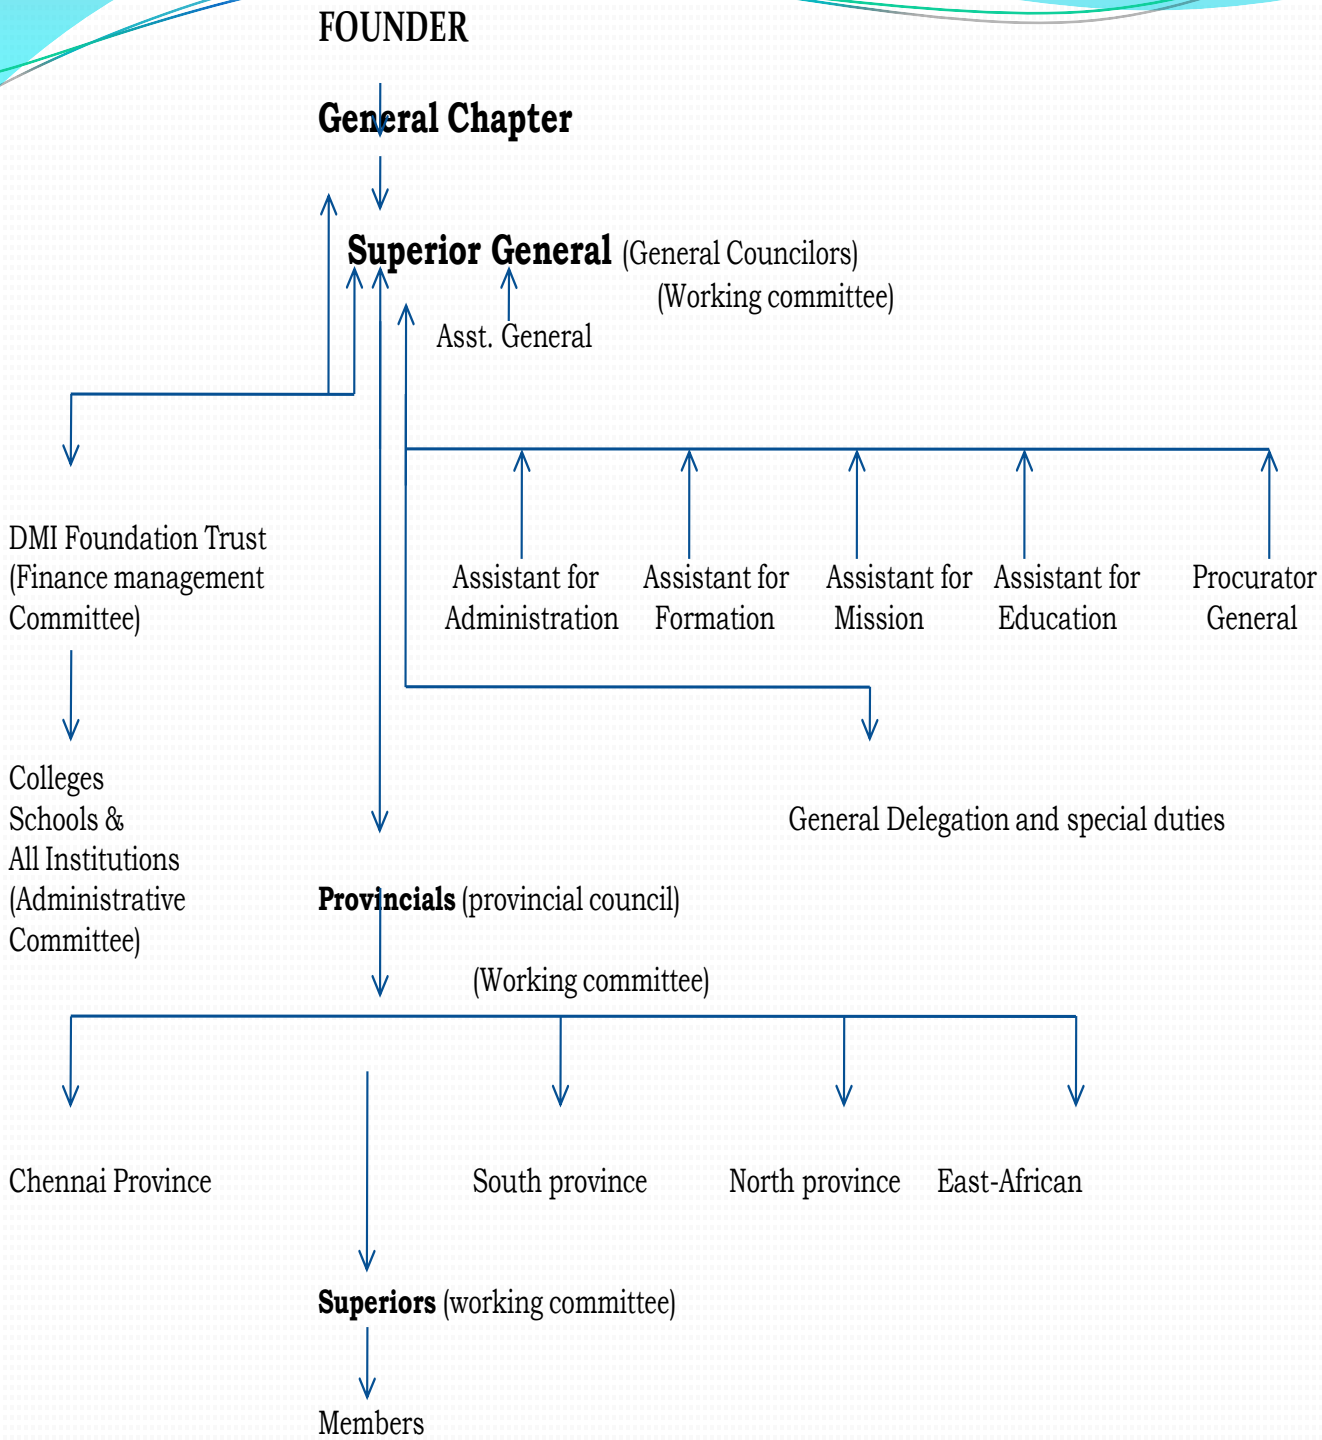 FOUNDER
General Chapter
Superior General (General Councilors)
(Working committee)
Asst. General
DMI Foundation Trust
(Finance management
Committee)
Assistant for
Administration
Assistant for
Formation
Assistant for
Mission
Assistant for
Education
Procurator
General
Colleges
Schools &
All Institutions
(Administrative
Committee)
General Delegation and special duties
Provincials (provincial council)
(Working committee)
Chennai Province
South province
North province
East-African
Superiors (working committee)
Members